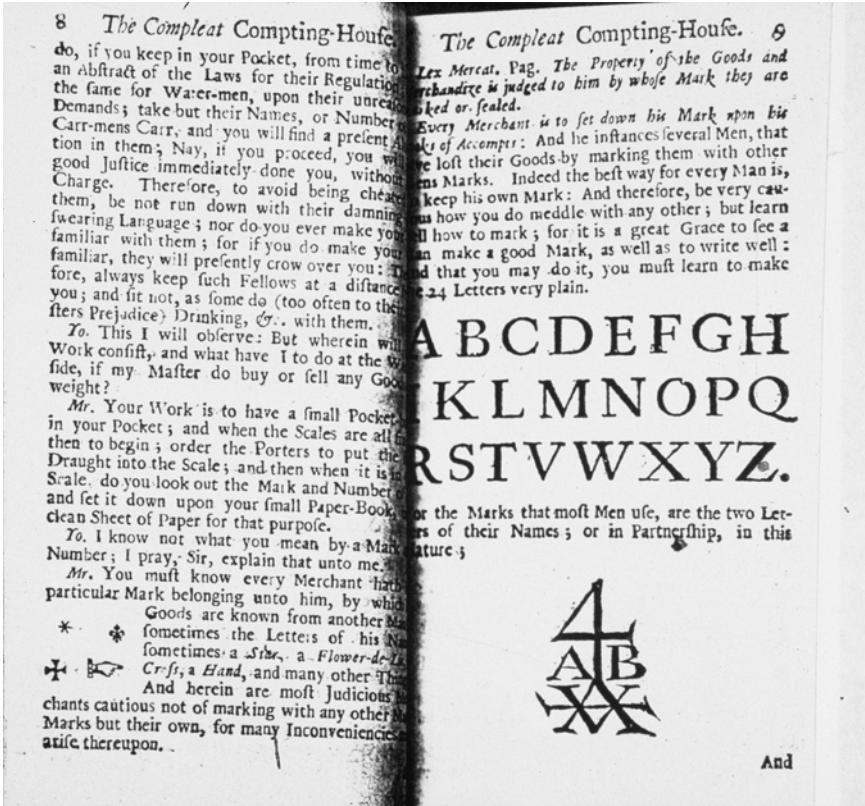 8 The Compleat Compting-Houſe.
do, if you keep in your Pocket, from time to
an Abſtract of the Laws for their Regulation
the ſame for Water-men, upon their
Demands; take but their Names, or Number
Carr-mens Carr, and you will find a preſent
tion in them; Nay, if you proceed, you will
good Juſtice immediately done you, without
Charge. Therefore, to avoid being
them, be not run down with their damning
ſwearing Language; nor do you ever make
familiar with them; for if you do make your
familiar, they will preſently crow over you:
fore, always keep ſuch Fellows at a diſtance
you; and ſit not, as ſome do (too often to
ſters Prejudice) Drinking, &c. with them.
Yo. This I will obſerve: But wherein will
Work conſiſt, and what have I to do at the
ſide, if my Maſter do buy or ſell any
weight?
Mr. Your Work is to have a ſmall
in your Pocket; and when the Scales are all
then to begin; order the Porters to put the
Draught into the Scale; and then when it is in
Scale, do you look out the Mark and Number
and ſet it down upon your ſmall Paper-Book,
clean Sheet of Paper for that purpoſe.
Yo. I know not what you mean by a Mark
Number; I pray, Sir, explain that unto me.
Mr. You muſt know every Merchant hath
particular Mark belonging unto him, by which
Goods are known from another
ſometimes the Letters of his
ſometimes a Star, a
Croſs, a Hand, and many other
And herein are moſt Judicious
chants cautious not of marking with any other
Marks but their own, for many Inconveniencies
ariſe thereupon.
The Compleat Compting-Houſe. 9
Lex Mercat. Pag. The Property of the Goods and
rchandize is judged to him by whoſe Mark they are
ked or ſealed.
Every Merchant is to ſet down his Mark upon his
ks of Accompts: And he inſtances ſeveral Men, that
ve loſt their Goods by marking them with other
ens Marks. Indeed the beſt way for every Man is,
keep his own Mark: And therefore, be very cau-
us how you do meddle with any other; but learn
ell how to mark; for it is a great Grace to ſee a
an make a good Mark, as well as to write well:
nd that you may do it, you muſt learn to make
24 Letters very plain.
A B C D E F G H
K L M N O P Q
R S T V W X Y Z.
or the Marks that moſt Men uſe, are the two Let-
rs of their Names; or in Partnerſhip, in this
ature;
4
A B
And